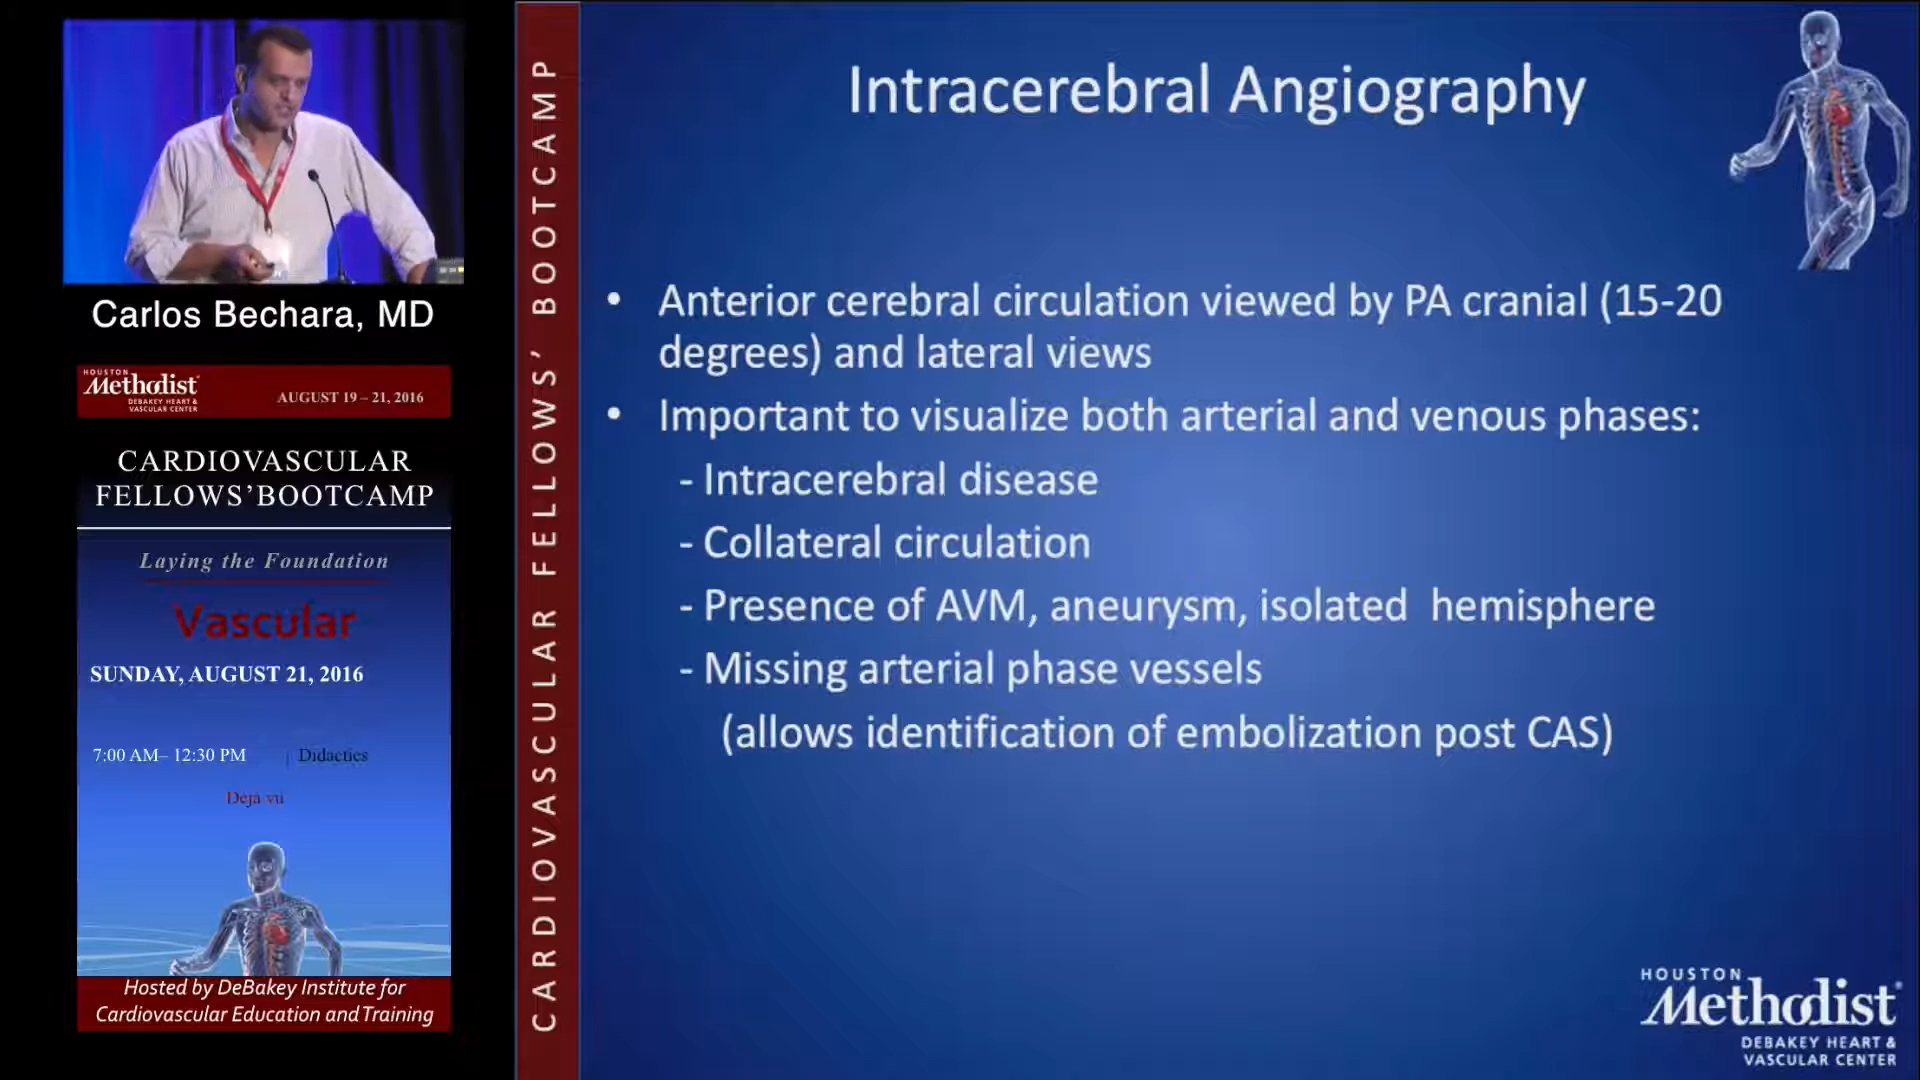 Carlos Bechara, MD
HOUSTON
Methodist
DEBAKEY HEART &
VASCULAR CENTER
AUGUST 19 – 21, 2016
CARDIOVASCULAR
FELLOWS’BOOTCAMP
Laying the Foundation
Vascular
SUNDAY, AUGUST 21, 2016
7:00 AM– 12:30 PM | Didactics
Deja vu
Hosted by DeBakey Institute for
Cardiovascular Education and Training
CARDIOVASCULAR FELLOWS’ BOOTCAMP
Intracerebral Angiography
• Anterior cerebral circulation viewed by PA cranial (15-20
degrees) and lateral views
• Important to visualize both arterial and venous phases:
- Intracerebral disease
- Collateral circulation
- Presence of AVM, aneurysm, isolated hemisphere
- Missing arterial phase vessels
(allows identification of embolization post CAS)
HOUSTON
Methodist
DEBAKEY HEART &
VASCULAR CENTER